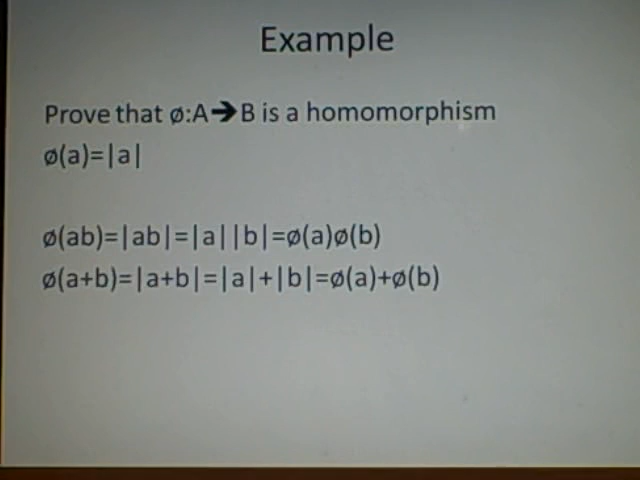 Example
Prove that ø:A➔B is a homomorphism
ø(a)=|a|
ø(ab)=|ab|=|a||b|=ø(a)ø(b)
ø(a+b)=|a+b|=|a|+|b|=ø(a)+ø(b)